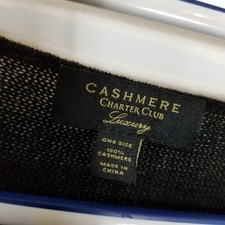 CASHMERE
CHARTER CLUB
Luxury
ONE SIZE
100%
CASHMERE
MADE IN
CHINA